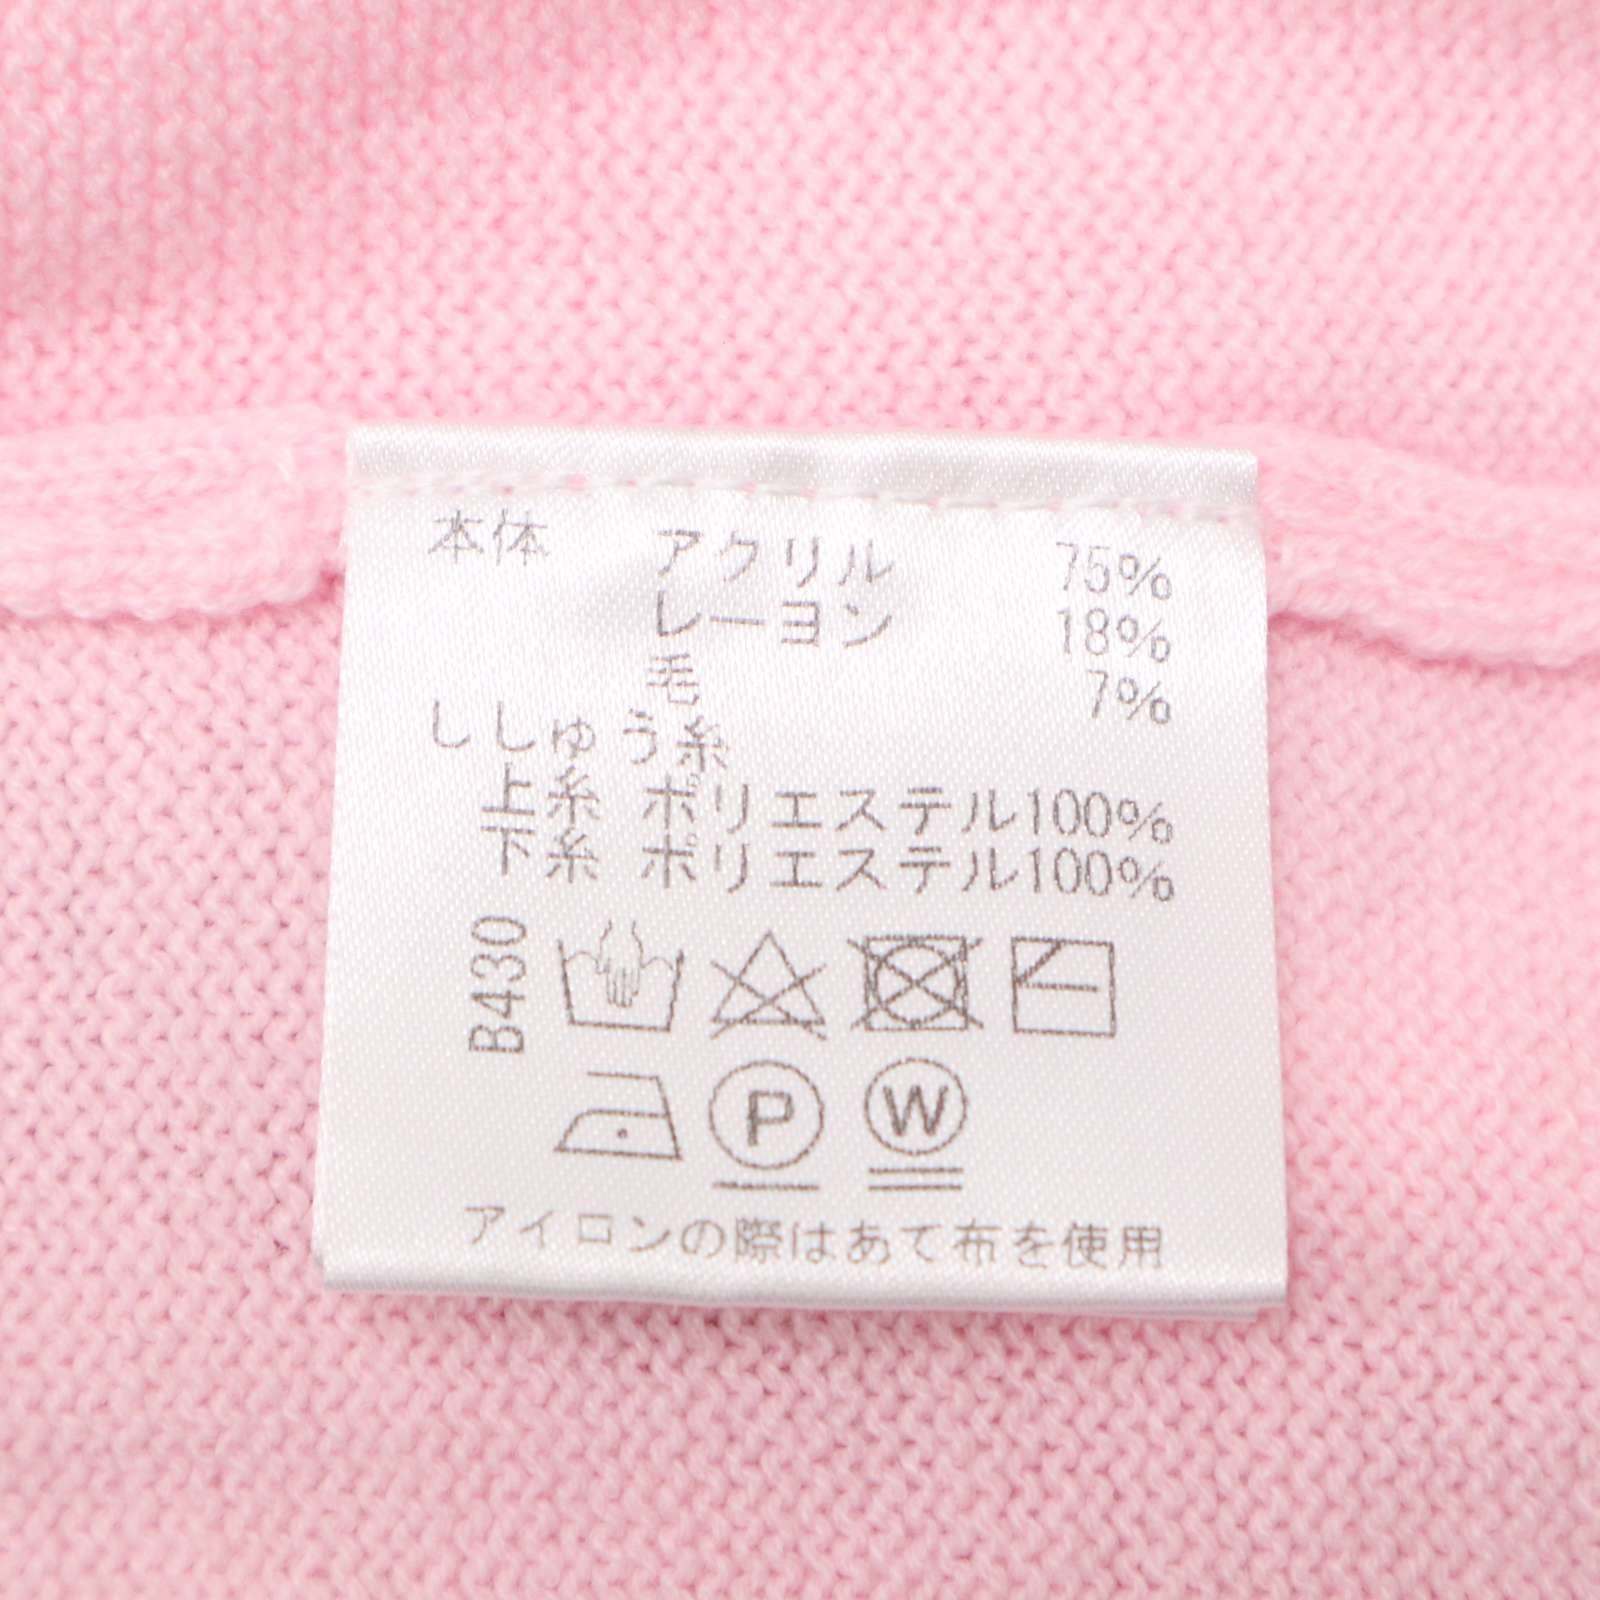 本体 アクリル 75%
レーヨン 18%
毛 7%
ししゅう糸
上糸 ポリエステル100%
下糸 ポリエステル100%
B430
P W
アイロンの際はあて布を使用